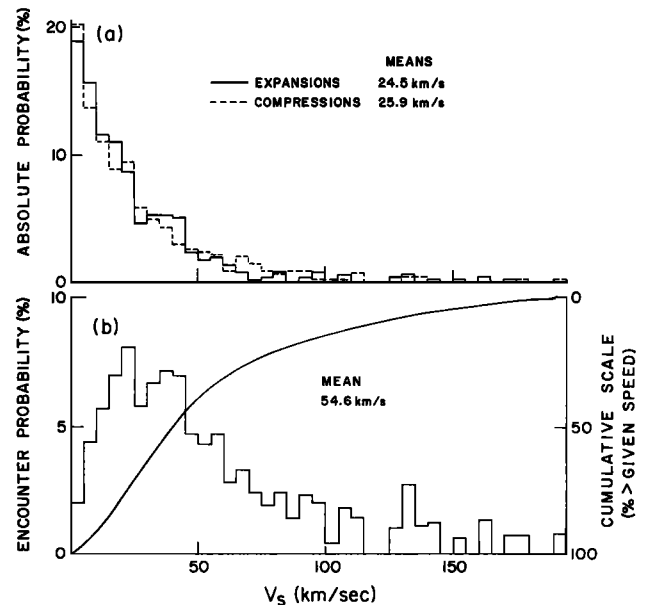 ABSOLUTE PROBABILITY (%)
20
10
0
(a)
MEANS
EXPANSIONS 24.5 km/s
COMPRESSIONS 25.9 km/s
ENCOUNTER PROBABILITY (%)
10
5
0
(b)
MEAN
54.6 km/s
0
50
100
CUMULATIVE SCALE
(% > GIVEN SPEED)
50 100 150
Vs (km/sec)